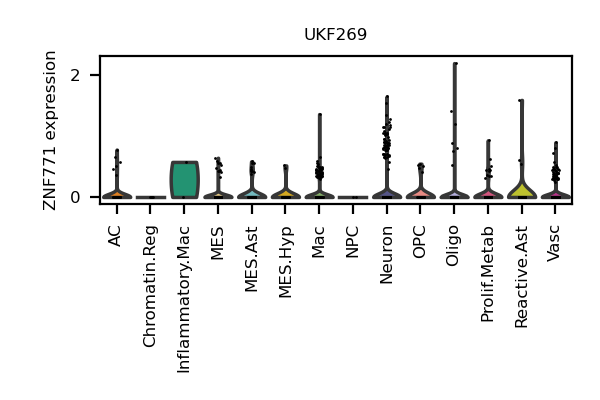 UKF269
ZNF771 expression
2
0
AC
Chromatin.Reg
Inflammatory.Mac
MES
MES.Ast
MES.Hyp
Mac
NPC
Neuron
OPC
Oligo
Prolif.Metab
Reactive.Ast
Vasc